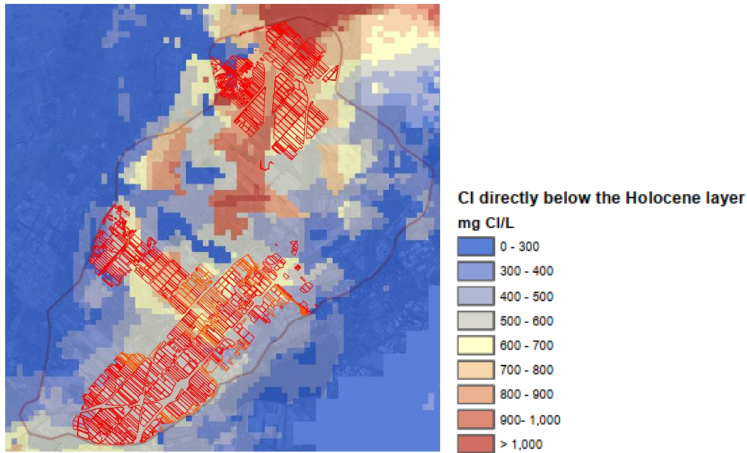 Cl directly below the Holocene layer
mg Cl/L
0 - 300
300 - 400
400 - 500
500 - 600
600 - 700
700 - 800
800 - 900
900- 1,000
> 1,000